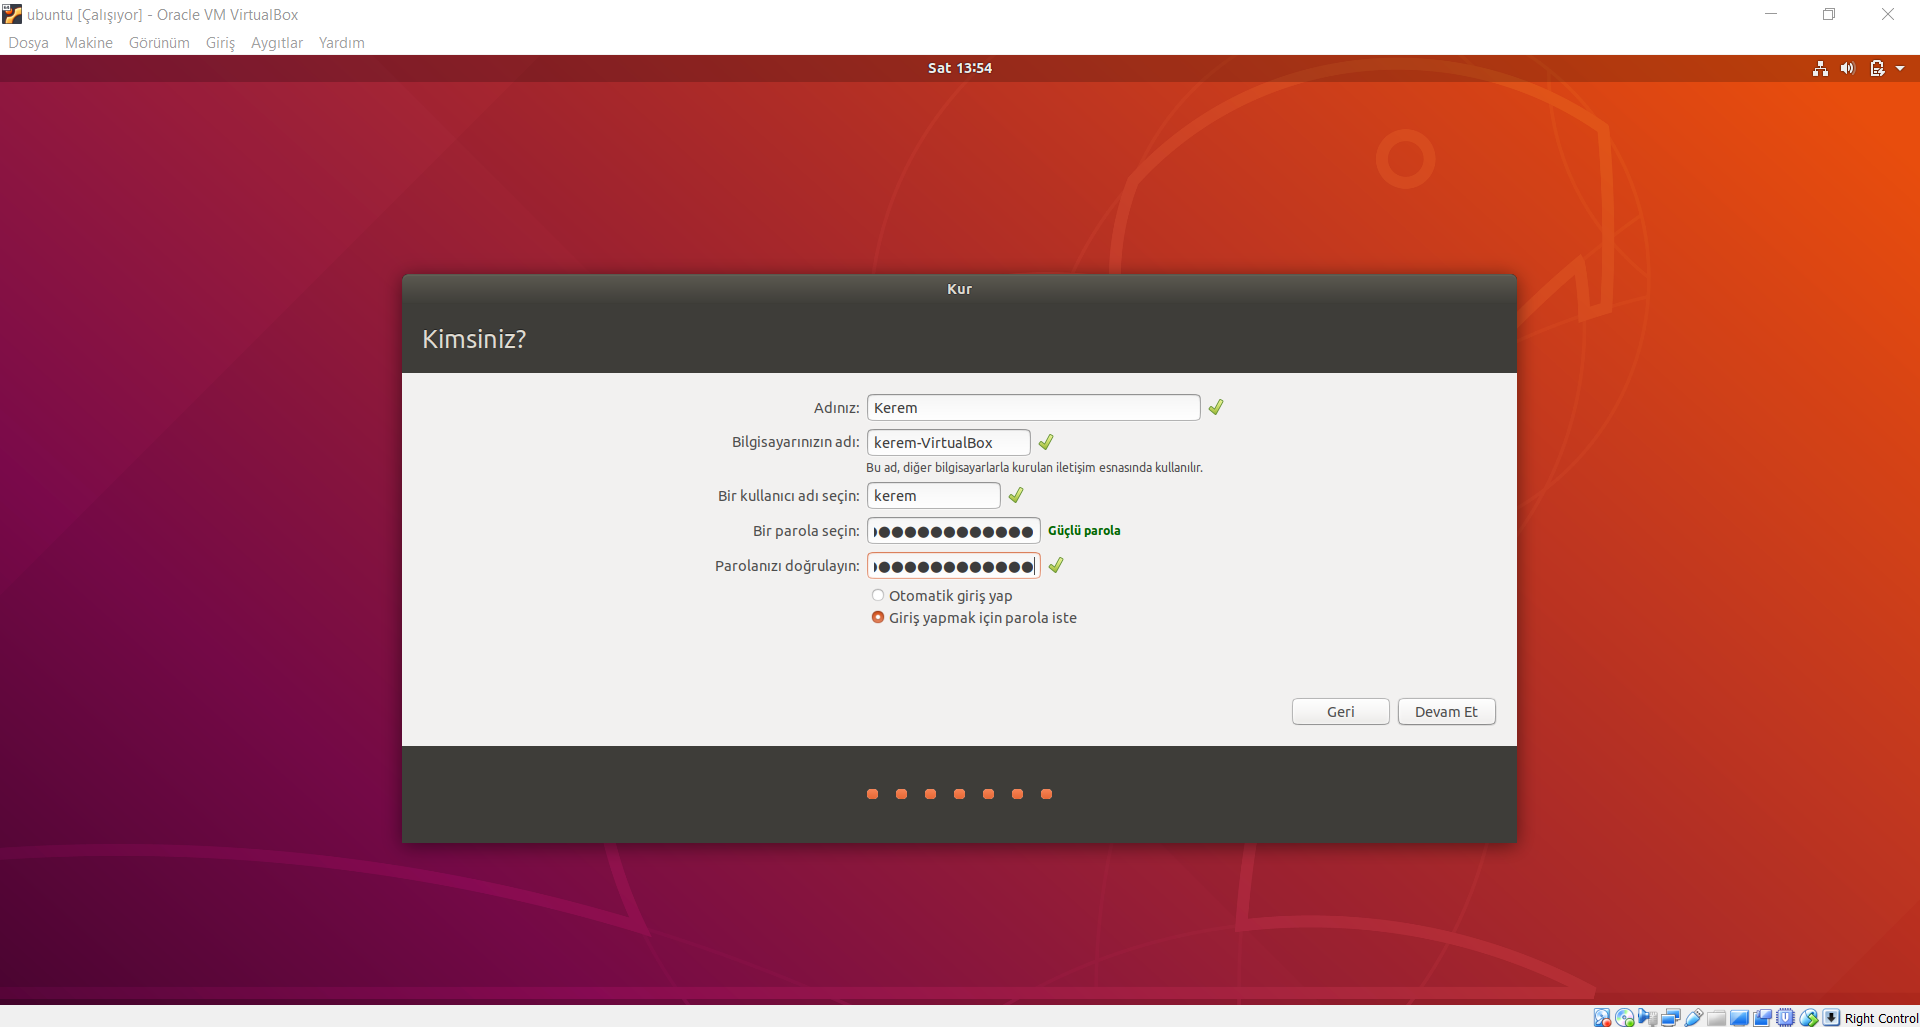 ubuntu [Çalışıyor] - Oracle VM VirtualBox
Dosya Makine Görünüm Giriş Aygıtlar Yardım
Sat 13:54
Kur
Kimsiniz?
Adınız: Kerem
Bilgisayarınızın adı: kerem-VirtualBox
Bu ad, diğer bilgisayarlarla kurulan iletişim esnasında kullanılır.
Bir kullanıcı adı seçin: kerem
Bir parola seçin: Güçlü parola
Parolanızı doğrulayın:
Otomatik giriş yap
Giriş yapmak için parola iste
Geri Devam Et
Right Control